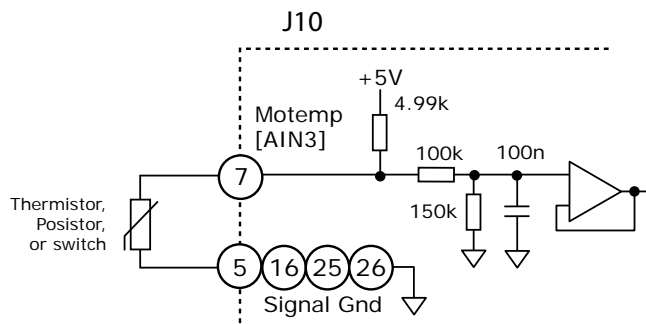 J10
+5V
4.99k
Motemp
[AIN3]
100k
100n
7
Thermistor,
Posistor,
or switch
150k
5 16 25 26
Signal Gnd